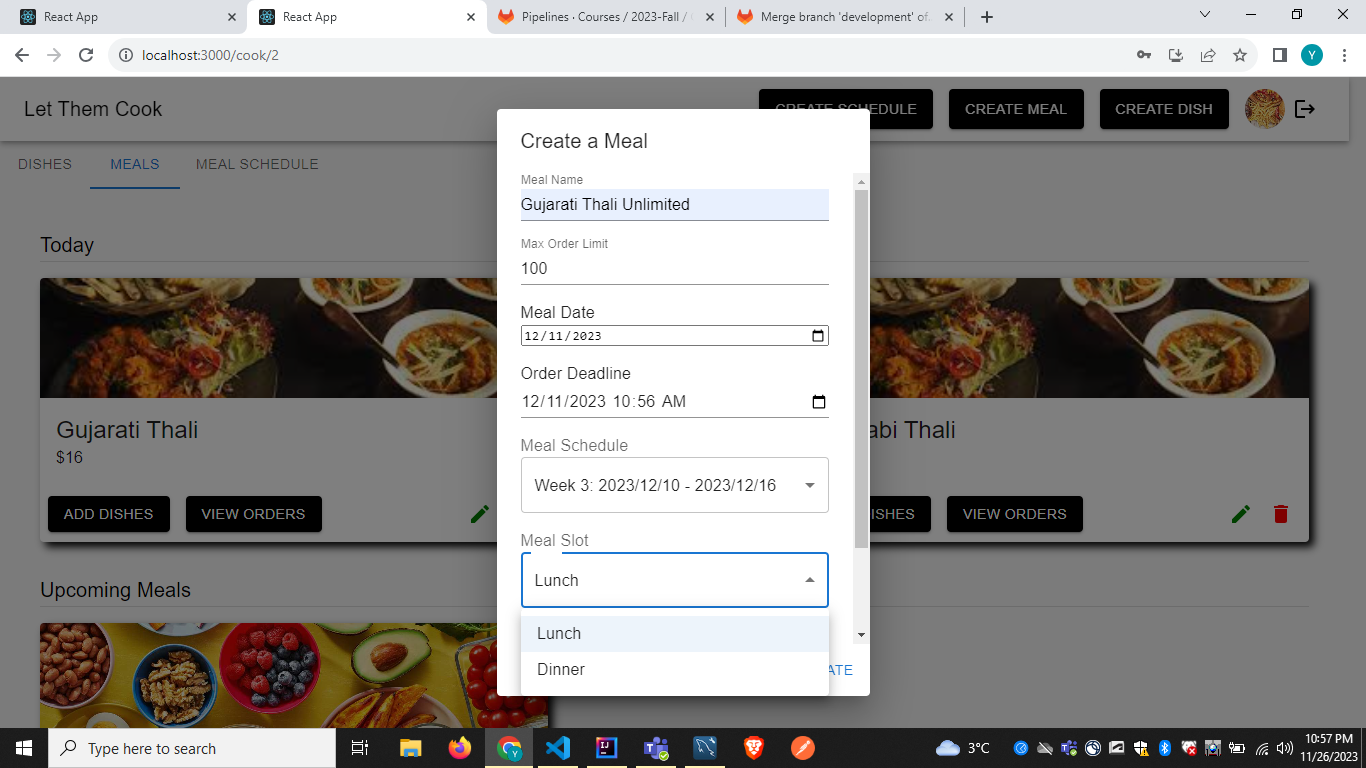 React App
React App
Pipelines · Courses / 2023-Fall /
Merge branch 'development' of
localhost:3000/cook/2
Y
Let Them Cook
CREATE SCHEDULE
CREATE MEAL
CREATE DISH
DISHES
MEALS
MEAL SCHEDULE
Today
Gujarati Thali
$16
ADD DISHES
VIEW ORDERS
abi Thali
ISHES
VIEW ORDERS
Upcoming Meals
Create a Meal
Meal Name
Gujarati Thali Unlimited
Max Order Limit
100
Meal Date
12/11/2023
Order Deadline
12/11/2023 10:56 AM
Meal Schedule
Week 3: 2023/12/10 - 2023/12/16
Meal Slot
Lunch
Lunch
Dinner
ATE
Type here to search
3°C
10:57 PM
11/26/2023